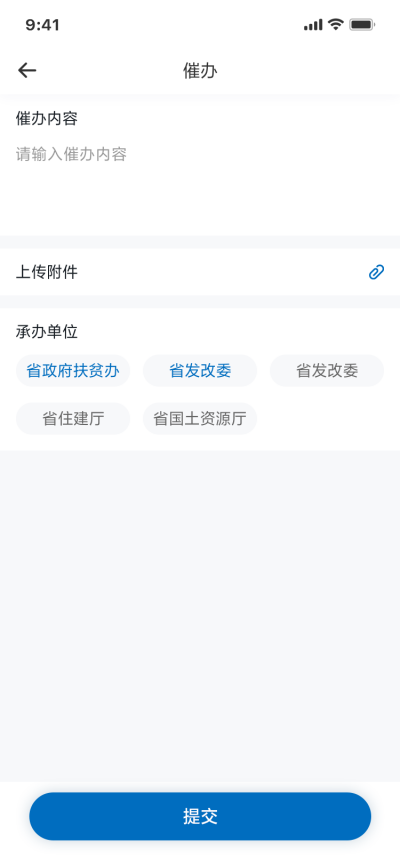 9:41
催办
催办内容
请输入催办内容
上传附件
承办单位
省政府扶贫办 省发改委 省发改委
省住建厅 省国土资源厅
提交